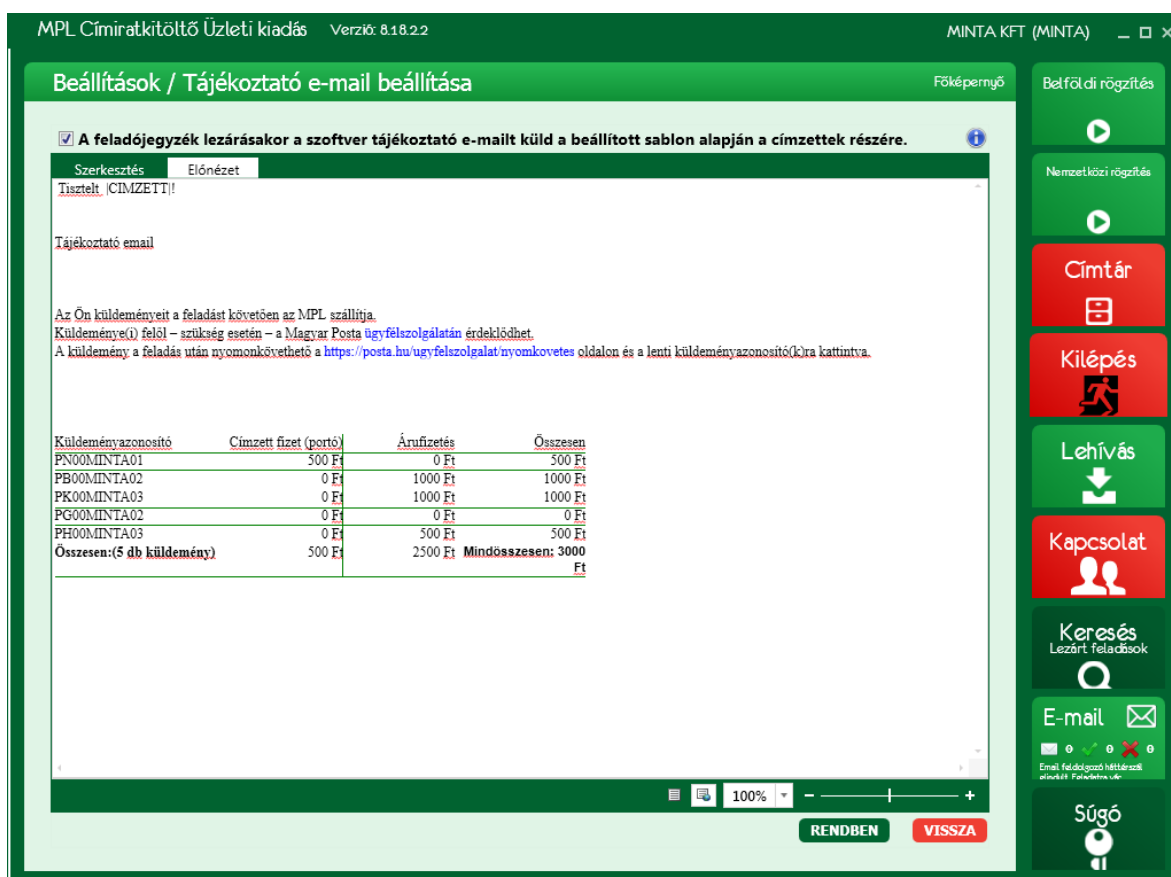 MPL Címiratkitöltő Üzleti kiadás Verzió: 8.18.2.2 MINTA KFT (MINTA)
Beállítások / Tájékoztató e-mail beállítása Főképernyő
A feladójegyzék lezárásakor a szoftver tájékoztató e-mailt küld a beállított sablon alapján a címzettek részére.
Szerkesztés Előnézet
Tisztelt |CIMZETT|!
Tájékoztató email
Az Ön küldeményeit a feladást követően az MPL szállítja.
Küldeménye(i) felől – szükség esetén – a Magyar Posta ügyfélszolgálatán érdeklődhet.
A küldemény a feladás után nyomonkövethető a https://posta.hu/ugyfelszolgalat/nyomkovetes oldalon és a lenti küldeményazonosító(k)ra kattintva.
Küldeményazonosító Címzett fizet (portó) Árufizetés Összesen
PN00MINTA01 500 Ft 0 Ft 500 Ft
PB00MINTA02 0 Ft 1000 Ft 1000 Ft
PK00MINTA03 0 Ft 1000 Ft 1000 Ft
PG00MINTA02 0 Ft 0 Ft 0 Ft
PH00MINTA03 0 Ft 500 Ft 500 Ft
Összesen:(5 db küldemény) 500 Ft 2500 Ft Mindösszesen: 3000
Ft
100%
RENDBEN VISSZA
Belföldi rögzítés
Nemzetközi rögzítés
Címtár
Kilépés
Lehívás
Kapcsolat
Keresés
Lezárt feladások
E-mail
0 0 0
Email feldolgozó háttérszál
elindult. Feladatra vár
Súgó